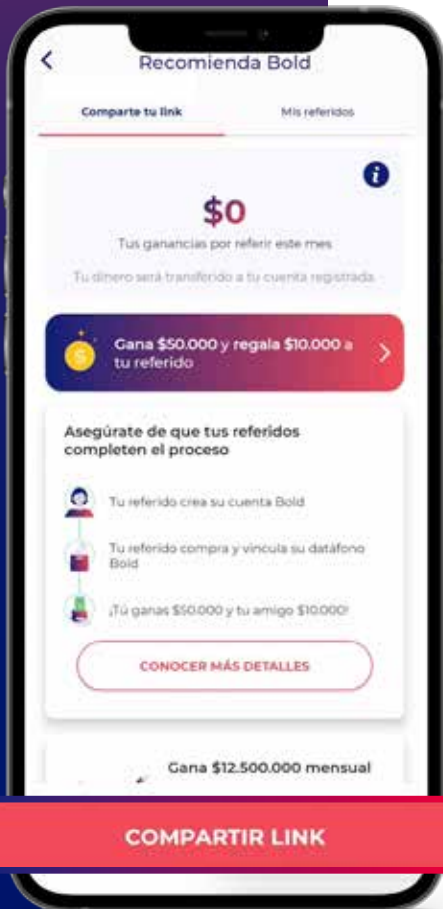 Recomienda Bold
Comparte tu link
Mis referidos
$0
Tus ganancias por referir este mes
Tu dinero será transferido a tu cuenta registrada.
Gana $50.000 y regala $10.000 a
tu referido
Asegúrate de que tus referidos
completen el proceso
Tu referido crea su cuenta Bold
Tu referido compra y vincula su datáfono
Bold
¡Tú ganas $50.000 y tu amigo $10.000!
CONOCER MÁS DETALLES
Gana $12.500.000 mensual
COMPARTIR LINK